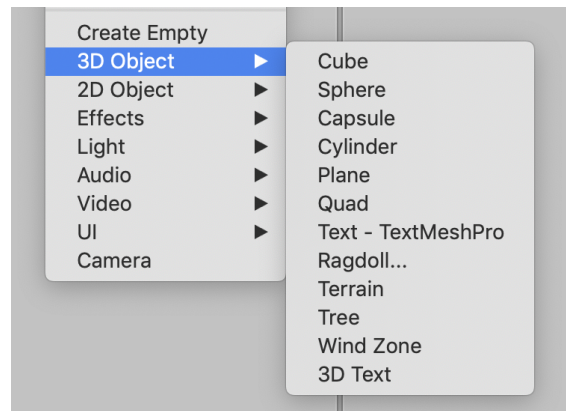 Create Empty
3D Object
2D Object
Effects
Light
Audio
Video
UI
Camera
Cube
Sphere
Capsule
Cylinder
Plane
Quad
Text - TextMeshPro
Ragdoll...
Terrain
Tree
Wind Zone
3D Text